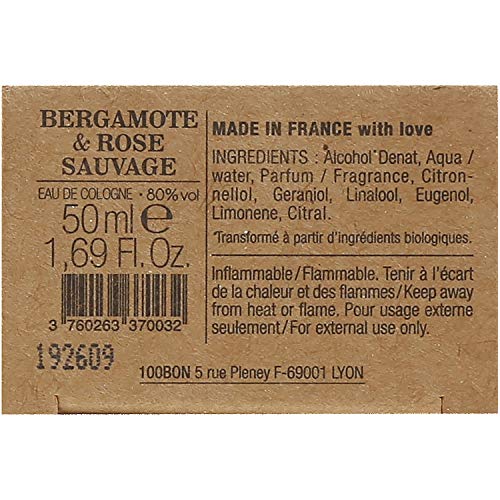 BERGAMOTE
& ROSE
SAUVAGE
EAU DE COLOGNE • 80%vol
50ml℮
1,69 Fl.Oz.
3 760263 370032
192609
MADE IN FRANCE with love
INGREDIENTS : Alcohol*Denat, Aqua /
water, Parfum / Fragrance, Citron-
nellol, Geraniol, Linalool, Eugenol,
Limonene, Citral.
*Transformé à partir d'ingrédients biologiques.
Inflammable/Flammable. Tenir à l'écart
de la chaleur et des flammes/Keep away
from heat or flame. Pour usage externe
seulement/For external use only.
100BON 5 rue Pleney F-69001 LYON